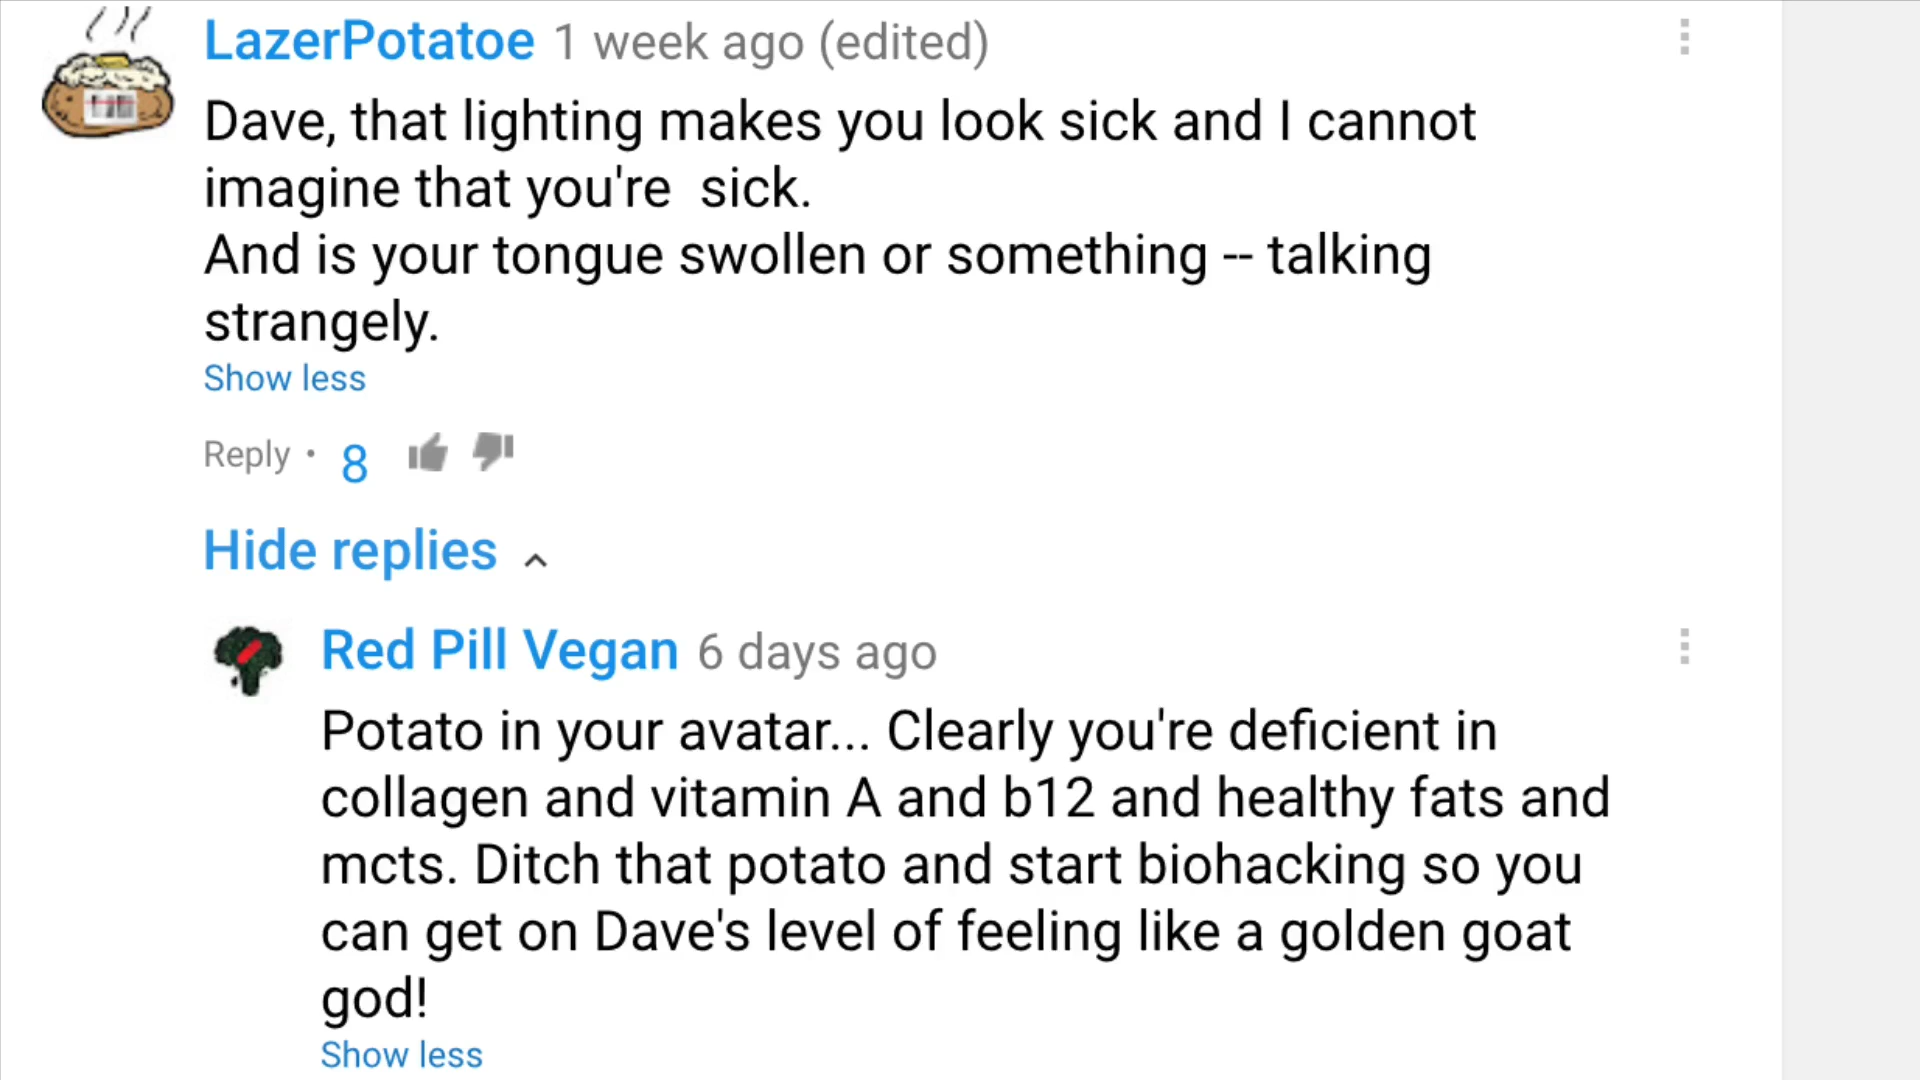 LazerPotatoe 1 week ago (edited)
Dave, that lighting makes you look sick and I cannot
imagine that you're  sick.
And is your tongue swollen or something -- talking
strangely.
Show less
Reply • 8
Hide replies
Red Pill Vegan 6 days ago
Potato in your avatar... Clearly you're deficient in
collagen and vitamin A and b12 and healthy fats and
mcts. Ditch that potato and start biohacking so you
can get on Dave's level of feeling like a golden goat
god!
Show less